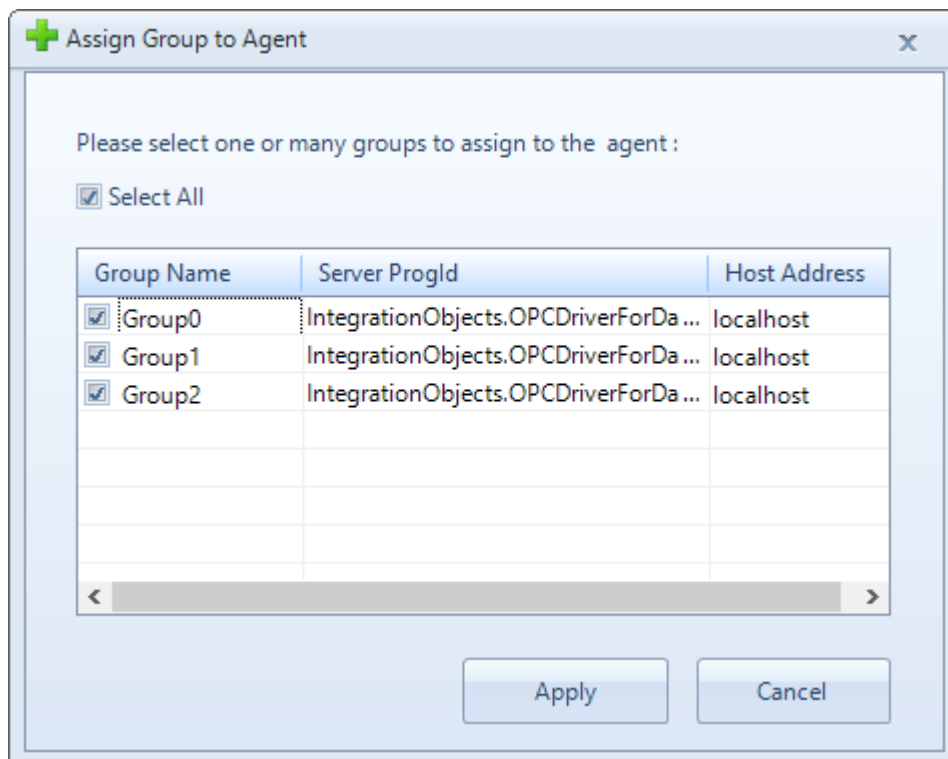 Assign Group to Agent
Please select one or many groups to assign to the agent :
Select All
Group Name Server ProgId Host Address
Group0 IntegrationObjects.OPCDriverForDa... localhost
Group1 IntegrationObjects.OPCDriverForDa... localhost
Group2 IntegrationObjects.OPCDriverForDa... localhost
Apply Cancel